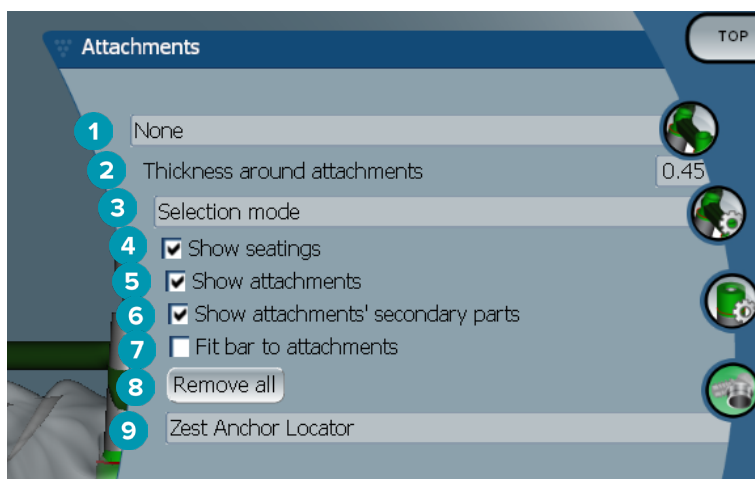 Attachments
TOP
1 None
2 Thickness around attachments 0.45
3 Selection mode
4 Show seatings
5 Show attachments
6 Show attachments' secondary parts
7 Fit bar to attachments
8 Remove all
9 Zest Anchor Locator